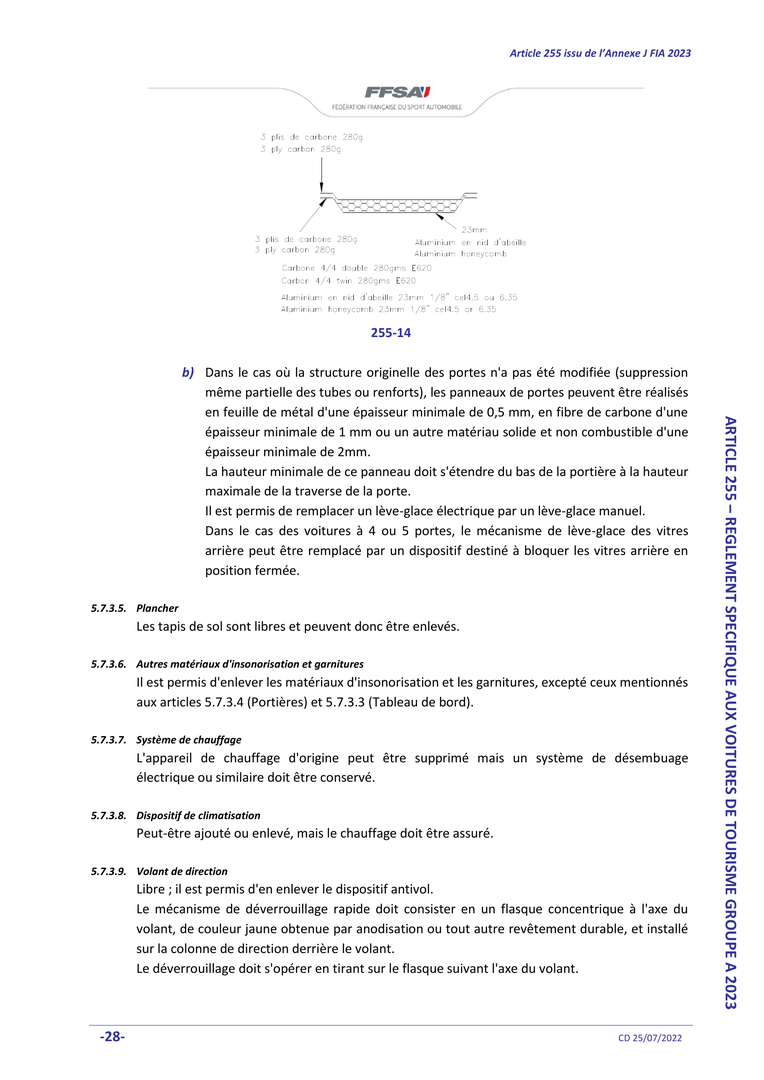 Article 255 issu de l'Annexe J FIA 2023
FFSA
FÉDÉRATION FRANÇAISE DU SPORT AUTOMOBILE
3 plis de carbone 280g
3 ply carbon 280g
23mm
3 plis de carbone 280g
3 ply carbon 280g
Aluminium en nid d'abeille
Aluminium honeycomb
Carbone 4/4 double 280gms E620
Carbon 4/4 twin 280gms E620
Aluminium en nid d'abeille 23mm 1/8" cel4.5 ou 6.35
Aluminium honeycomb 23mm 1/8" cel4.5 or 6.35
255-14
b) Dans le cas où la structure originelle des portes n'a pas été modifiée (suppression
même partielle des tubes ou renforts), les panneaux de portes peuvent être réalisés
en feuille de métal d'une épaisseur minimale de 0,5 mm, en fibre de carbone d'une
épaisseur minimale de 1 mm ou un autre matériau solide et non combustible d'une
épaisseur minimale de 2mm.
La hauteur minimale de ce panneau doit s'étendre du bas de la portière à la hauteur
maximale de la traverse de la porte.
Il est permis de remplacer un lève-glace électrique par un lève-glace manuel.
Dans le cas des voitures à 4 ou 5 portes, le mécanisme de lève-glace des vitres
arrière peut être remplacé par un dispositif destiné à bloquer les vitres arrière en
position fermée.
5.7.3.5. Plancher
Les tapis de sol sont libres et peuvent donc être enlevés.
5.7.3.6. Autres matériaux d'insonorisation et garnitures
Il est permis d'enlever les matériaux d'insonorisation et les garnitures, excepté ceux mentionnés
aux articles 5.7.3.4 (Portières) et 5.7.3.3 (Tableau de bord).
5.7.3.7. Système de chauffage
L'appareil de chauffage d'origine peut être supprimé mais un système de désembuage
électrique ou similaire doit être conservé.
5.7.3.8. Dispositif de climatisation
Peut-être ajouté ou enlevé, mais le chauffage doit être assuré.
5.7.3.9. Volant de direction
Libre ; il est permis d'en enlever le dispositif antivol.
Le mécanisme de déverrouillage rapide doit consister en un flasque concentrique à l'axe du
volant, de couleur jaune obtenue par anodisation ou tout autre revêtement durable, et installé
sur la colonne de direction derrière le volant.
Le déverrouillage doit s'opérer en tirant sur le flasque suivant l'axe du volant.
ARTICLE 255 – REGLEMENT SPECIFIQUE AUX VOITURES DE TOURISME GROUPE A 2023
-28-
CD 25/07/2022